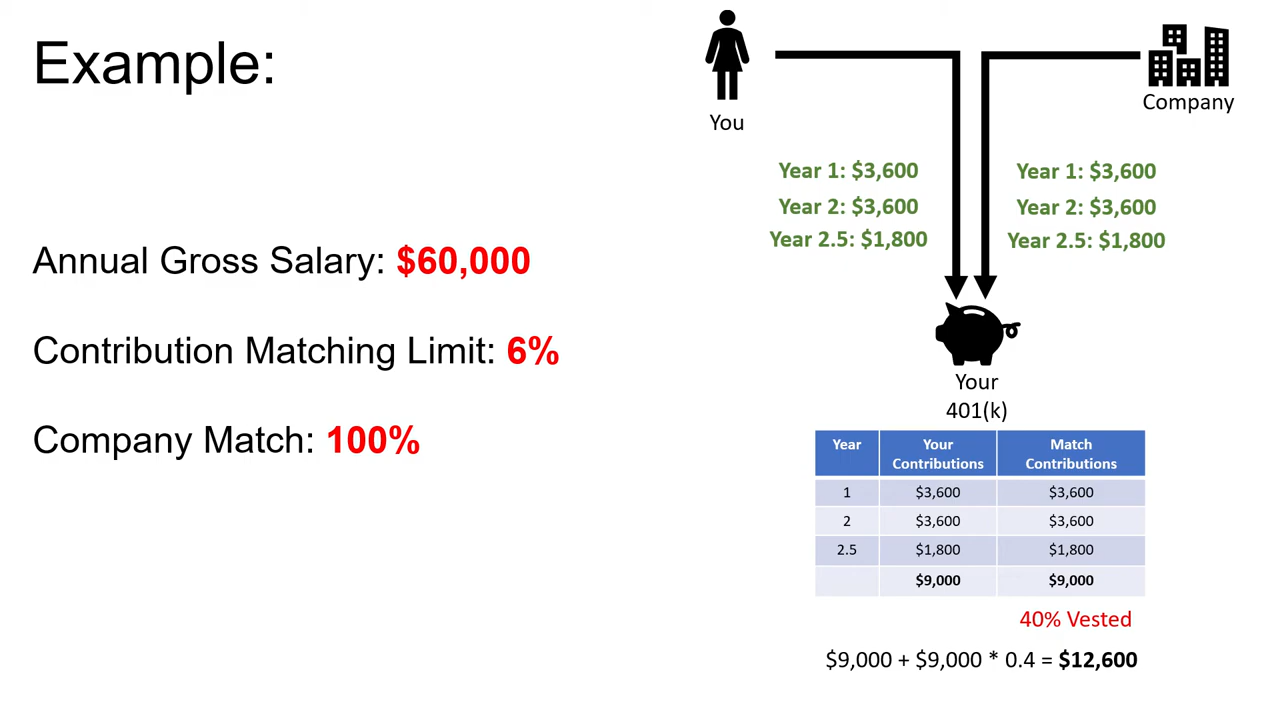 Example:
Annual Gross Salary: $60,000
Contribution Matching Limit: 6%
Company Match: 100%
You
Company
Year 1: $3,600
Year 2: $3,600
Year 2.5: $1,800
Year 1: $3,600
Year 2: $3,600
Year 2.5: $1,800
Your
401(k)
Year Your Contributions Match Contributions
1 $3,600 $3,600
2 $3,600 $3,600
2.5 $1,800 $1,800
$9,000 $9,000
40% Vested
$9,000 + $9,000 * 0.4 = $12,600